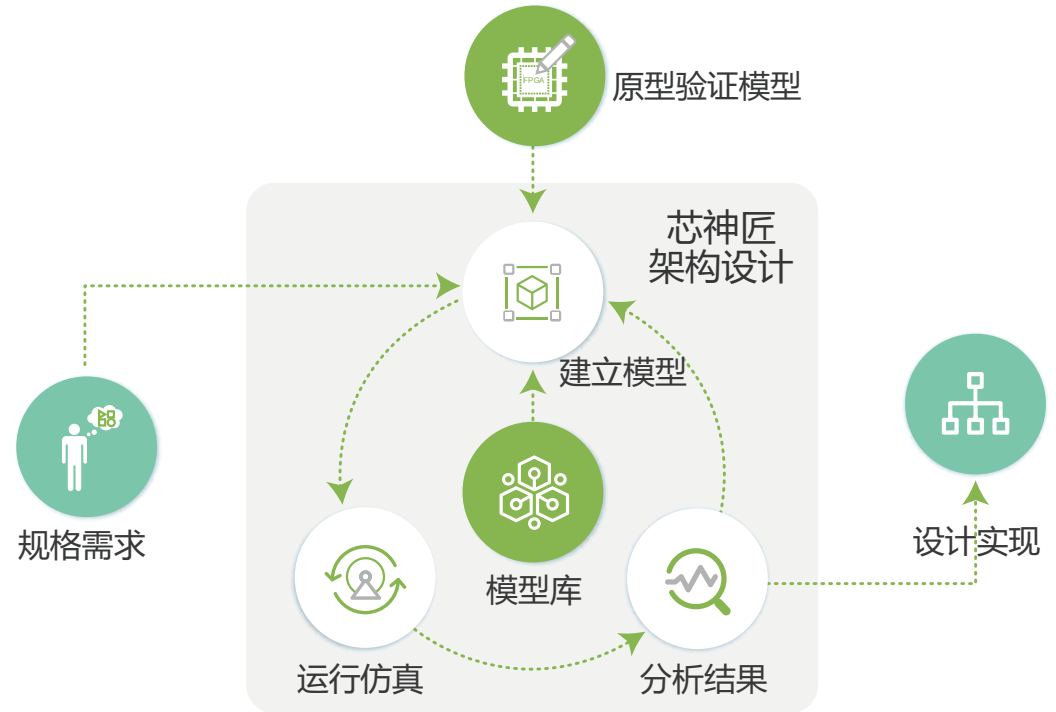 FPGA
原型验证模型
芯神匠
架构设计
建立模型
规格需求
设计实现
模型库
运行仿真
分析结果